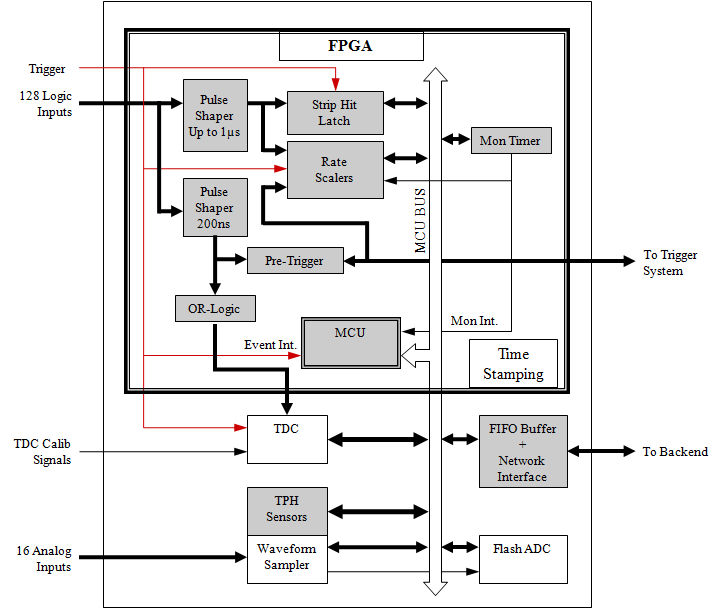 FPGA
Trigger
128 Logic
Inputs
Pulse
Shaper
Up to 1µs
Strip Hit
Latch
Mon Timer
Rate
Scalers
Pulse
Shaper
200ns
MCU BUS
Pre-Trigger
To Trigger
System
OR-Logic
MCU
Mon Int.
Event Int.
Time
Stamping
TDC
FIFO Buffer
+
Network
Interface
TDC Calib
Signals
To Backend
TPH
Sensors
16 Analog
Inputs
Waveform
Sampler
Flash ADC